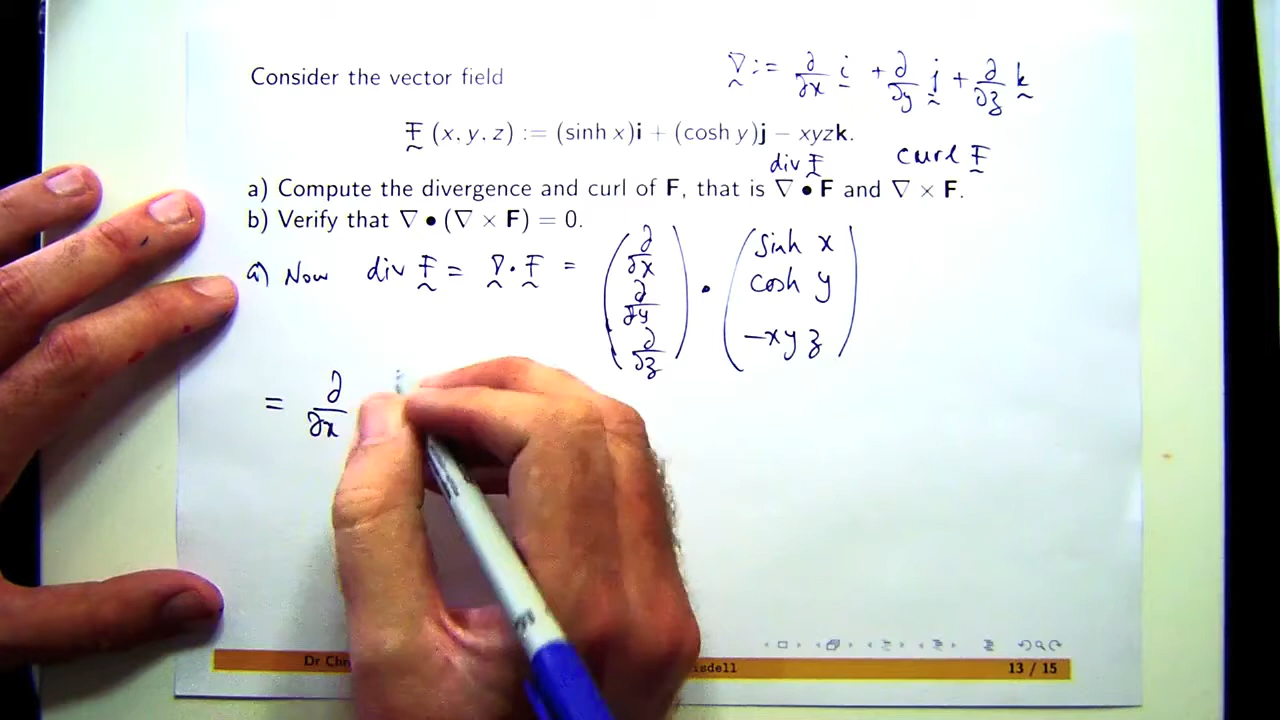 Consider the vector field
∇ := ∂/∂x i + ∂/∂y j + ∂/∂z k
F (x, y, z) := (sinh x)i + (cosh y)j − xyzk.
div F curl F
a) Compute the divergence and curl of F, that is ∇ • F and ∇ × F.
b) Verify that ∇ • (∇ × F) = 0.
a) Now div F = ∇ · F = (∂/∂x ∂/∂y ∂/∂z) · (sinh x cosh y −xyz)
= ∂/∂x
Dr Chr sdell 13 / 15